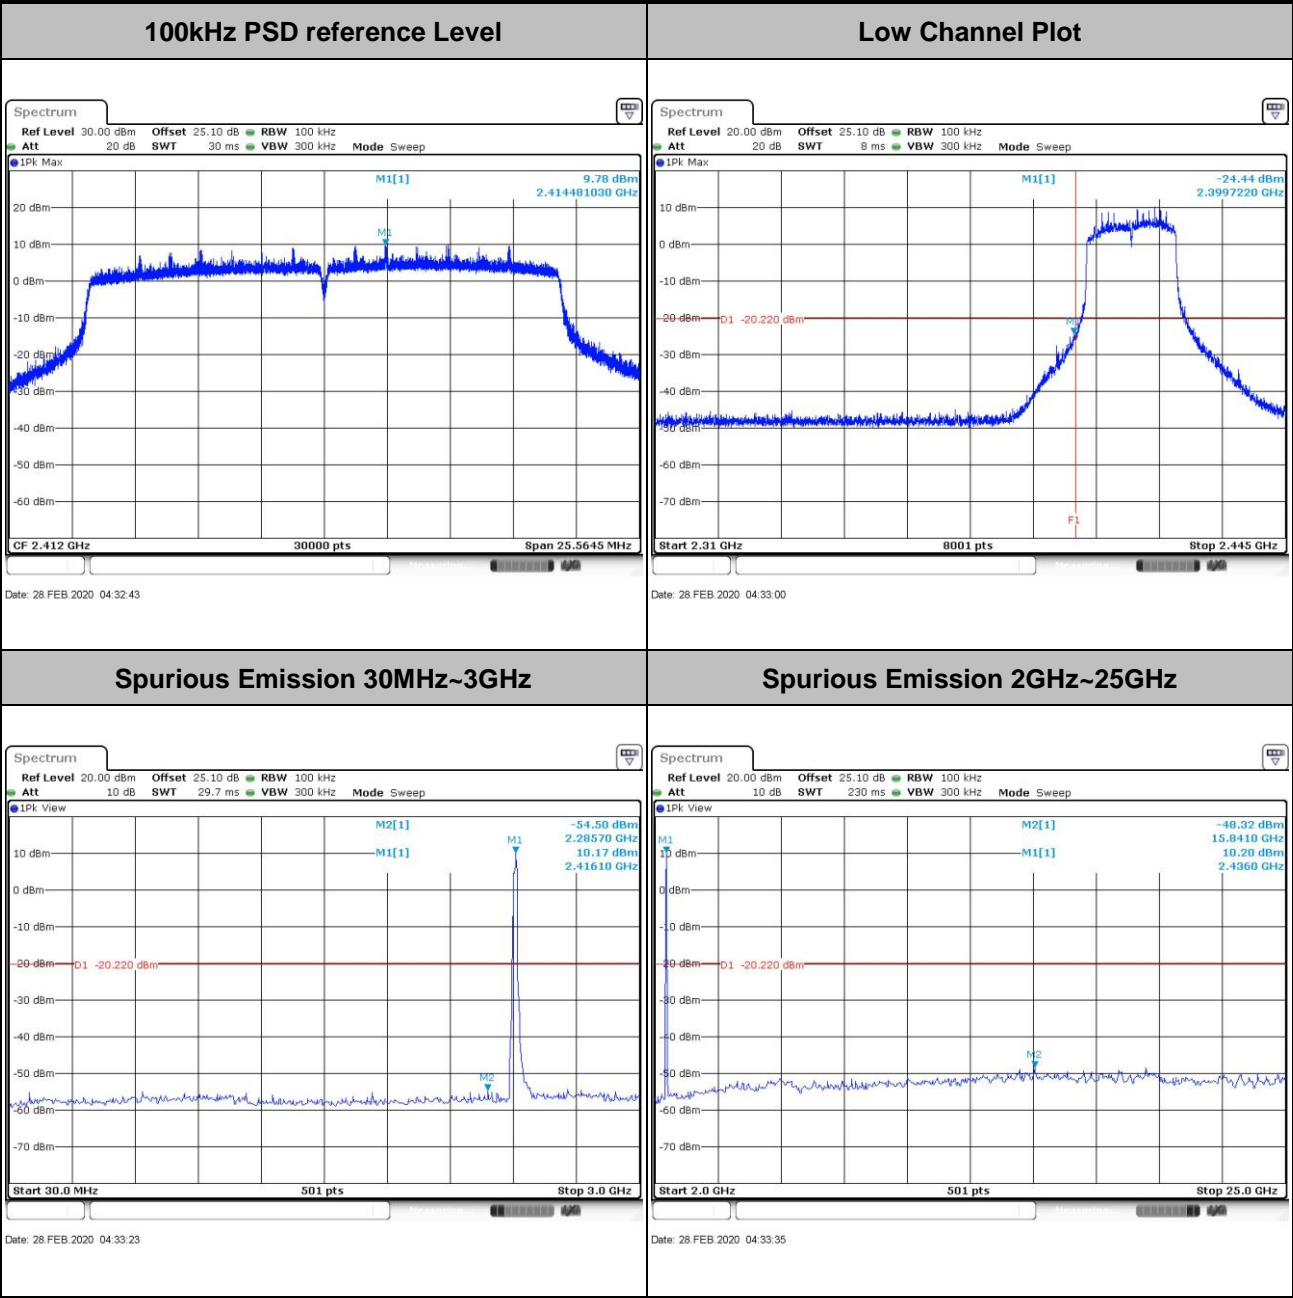 100kHz PSD reference Level
Low Channel Plot
Spectrum
Ref Level 30.00 dBm Offset 25.10 dB RBW 100 kHz
Att 20 dB SWT 30 ms VBW 300 kHz Mode Sweep
1Pk Max
M1[1] 9.78 dBm
2.414481030 GHz
M1
20 dBm
10 dBm
0 dBm
-10 dBm
-20 dBm
-30 dBm
-40 dBm
-50 dBm
-60 dBm
CF 2.412 GHz 30000 pts Span 25.5645 MHz
Date: 28.FEB.2020 04:32:43
Spectrum
Ref Level 20.00 dBm Offset 25.10 dB RBW 100 kHz
Att 20 dB SWT 8 ms VBW 300 kHz Mode Sweep
1Pk Max
M1[1] -24.44 dBm
2.3997220 GHz
10 dBm
0 dBm
-10 dBm
-20 dBm
D1 -20.220 dBm
-30 dBm
-40 dBm
-50 dBm
-60 dBm
-70 dBm
F1
Start 2.31 GHz 8001 pts Stop 2.445 GHz
Date: 28.FEB.2020 04:33:00
Spurious Emission 30MHz~3GHz
Spurious Emission 2GHz~25GHz
Spectrum
Ref Level 20.00 dBm Offset 25.10 dB RBW 100 kHz
Att 10 dB SWT 29.7 ms VBW 300 kHz Mode Sweep
1Pk View
M2[1] -54.50 dBm
2.28570 GHz
M1
M1[1] 10.17 dBm
2.41610 GHz
10 dBm
0 dBm
-10 dBm
-20 dBm
D1 -20.220 dBm
-30 dBm
-40 dBm
-50 dBm
M2
-60 dBm
-70 dBm
Start 30.0 MHz 501 pts Stop 3.0 GHz
Date: 28.FEB.2020 04:33:23
Spectrum
Ref Level 20.00 dBm Offset 25.10 dB RBW 100 kHz
Att 10 dB SWT 230 ms VBW 300 kHz Mode Sweep
1Pk View
M2[1] -48.32 dBm
15.8410 GHz
M1
M1[1] 10.20 dBm
2.4360 GHz
10 dBm
0 dBm
-10 dBm
-20 dBm
D1 -20.220 dBm
-30 dBm
-40 dBm
M2
-50 dBm
-60 dBm
-70 dBm
Start 2.0 GHz 501 pts Stop 25.0 GHz
Date: 28.FEB.2020 04:33:35